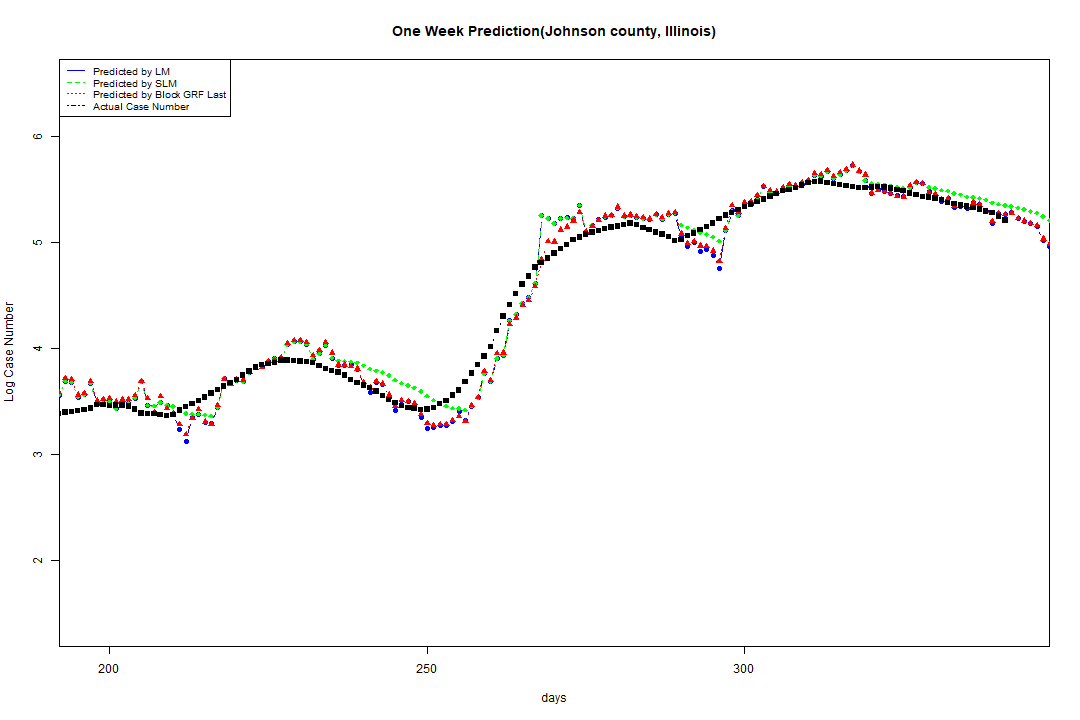 One Week Prediction(Johnson county, Illinois)
Predicted by LM
Predicted by SLM
Predicted by Block GRF Last
Actual Case Number
6
5
4
3
2
Log Case Number
200 250 300
days